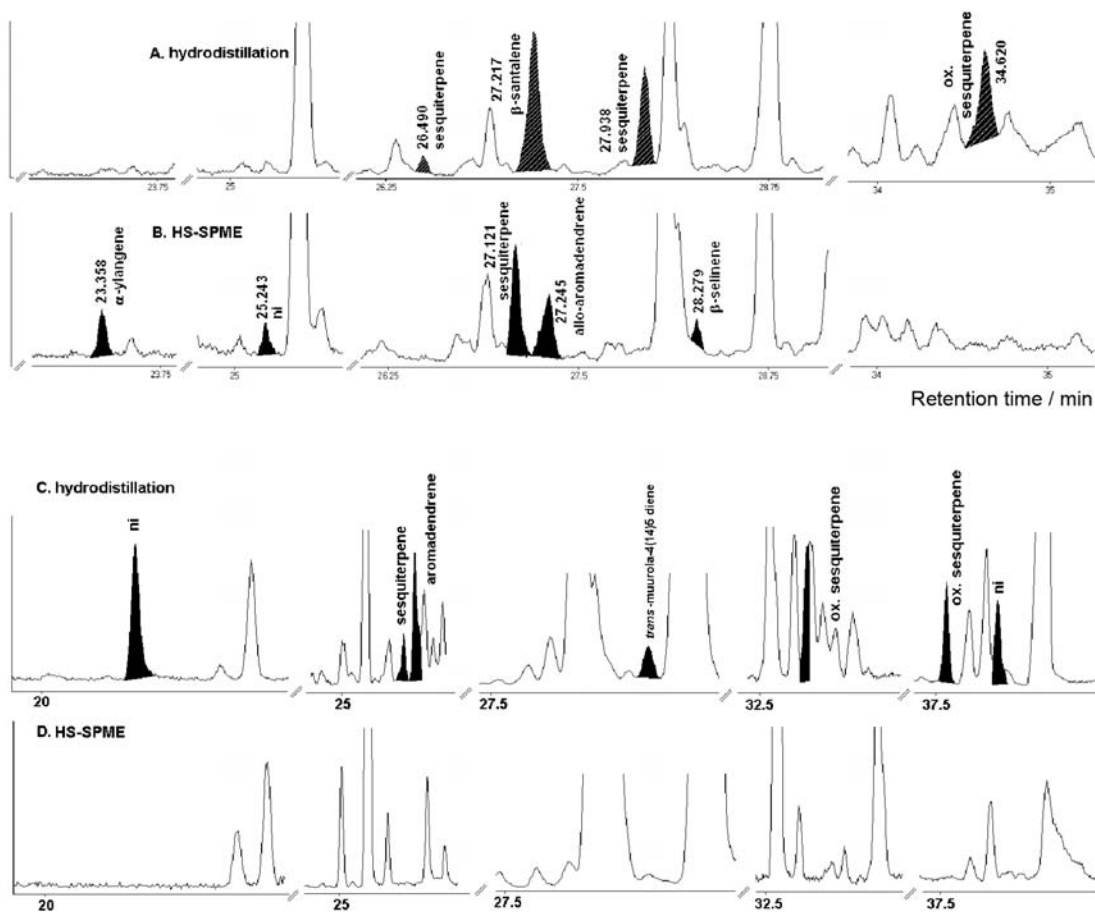 A. hydrodistillation
26.490
sesquiterpene
27.217
β-santalene
27.938
sesquiterpene
ox.
sesquiterpene
34.620
23.75
25
26.25
27.5
28.75
34
35
B. HS-SPME
23.358
α-ylangene
25.243
ni
27.121
sesquiterpene
27.245
allo-aromadendrene
28.279
β-selinene
23.75
25
26.25
27.5
28.75
34
35
Retention time / min
C. hydrodistillation
ni
sesquiterpene
aromadendrene
trans-muurola-4(14)5 diene
ox. sesquiterpene
ox. sesquiterpene
ni
20
25
27.5
32.5
37.5
D. HS-SPME
20
25
27.5
32.5
37.5